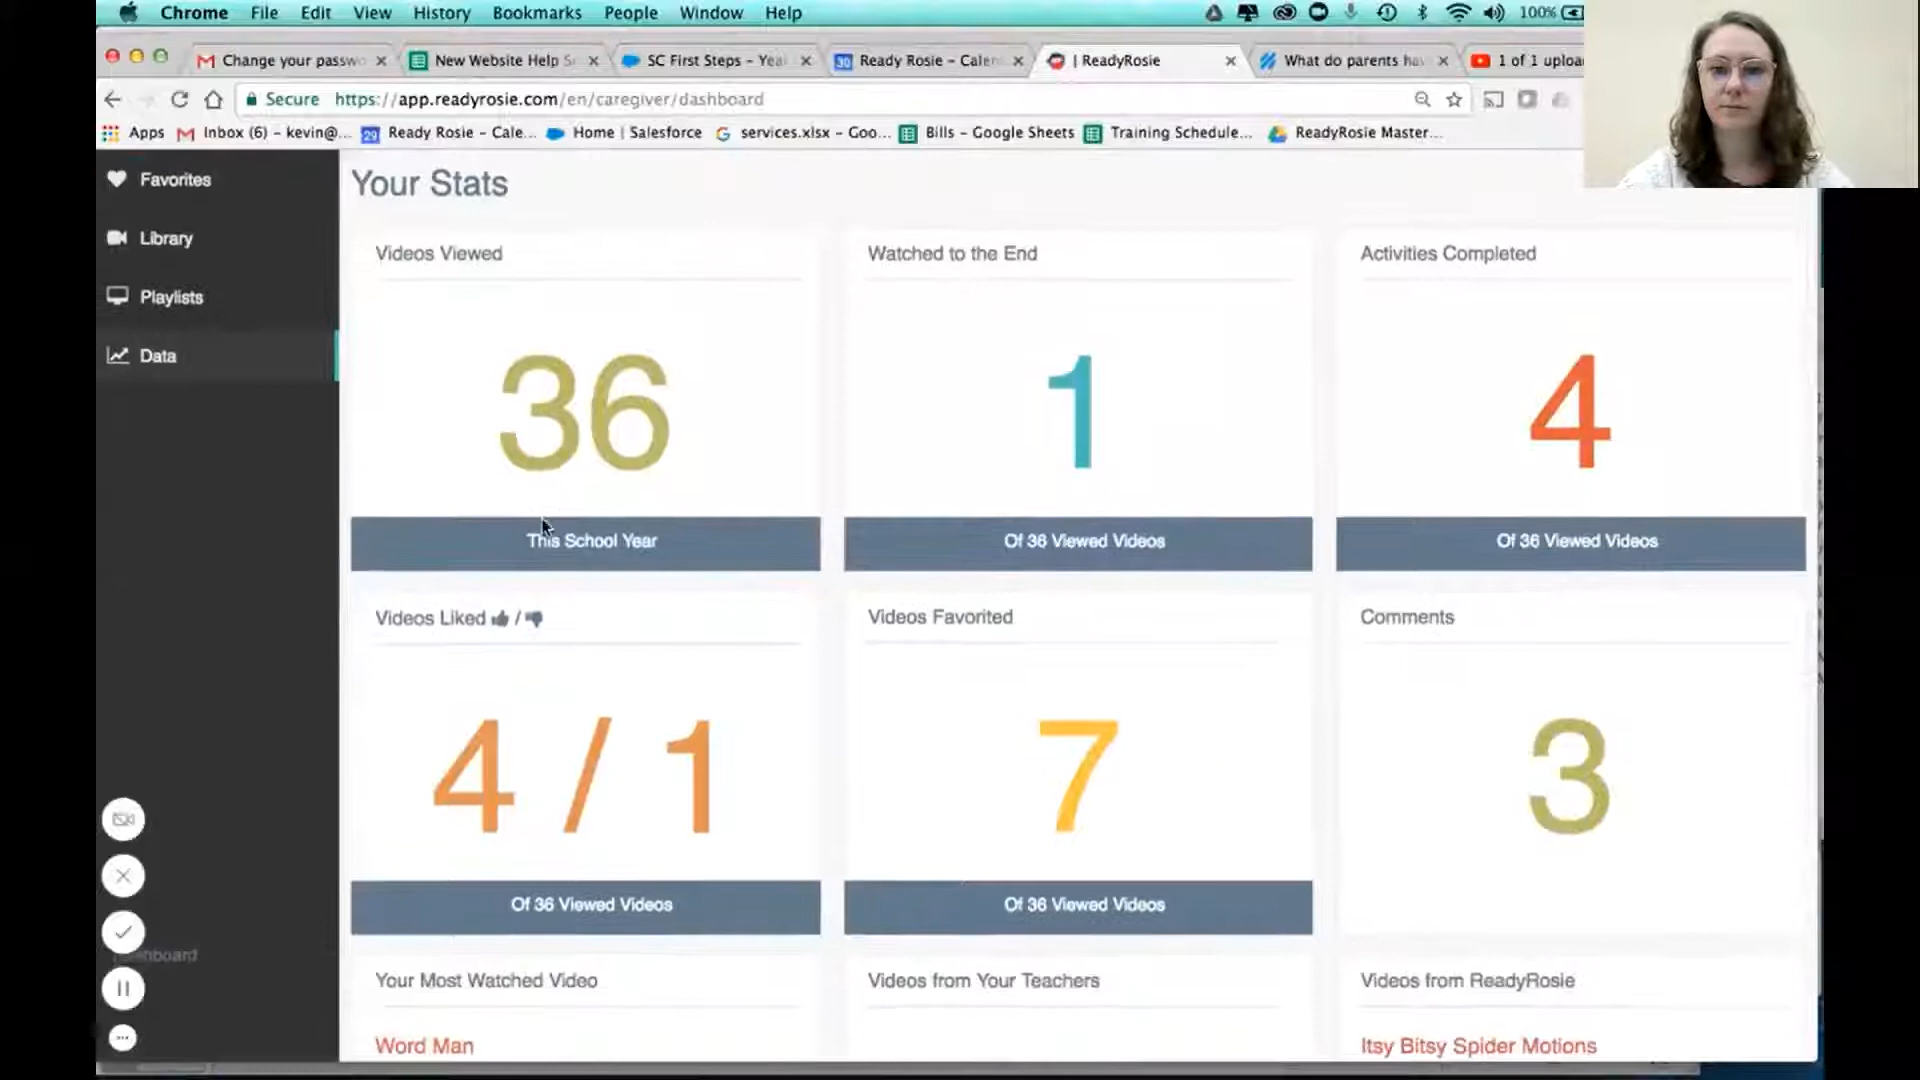 Chrome File Edit View History Bookmarks People Window Help 100%
Change your passw New Website Help S SC First Steps - Yea Ready Rosie - Calen | ReadyRosie What do parents hav 1 of 1 uploa
Secure https://app.readyrosie.com/en/caregiver/dashboard
Apps Inbox (6) - kevin@... 29 Ready Rosie - Cale... Home | Salesforce services.xlsx - Goo... Bills - Google Sheets Training Schedule... ReadyRosie Master...
Favorites
Library
Playlists
Data
Your Stats
Videos Viewed
36
This School Year
Watched to the End
1
Of 36 Viewed Videos
Activities Completed
4
Of 36 Viewed Videos
Videos Liked /
4 / 1
Of 36 Viewed Videos
Videos Favorited
7
Of 36 Viewed Videos
Comments
3
Your Most Watched Video
Word Man
Videos from Your Teachers
Videos from ReadyRosie
Itsy Bitsy Spider Motions